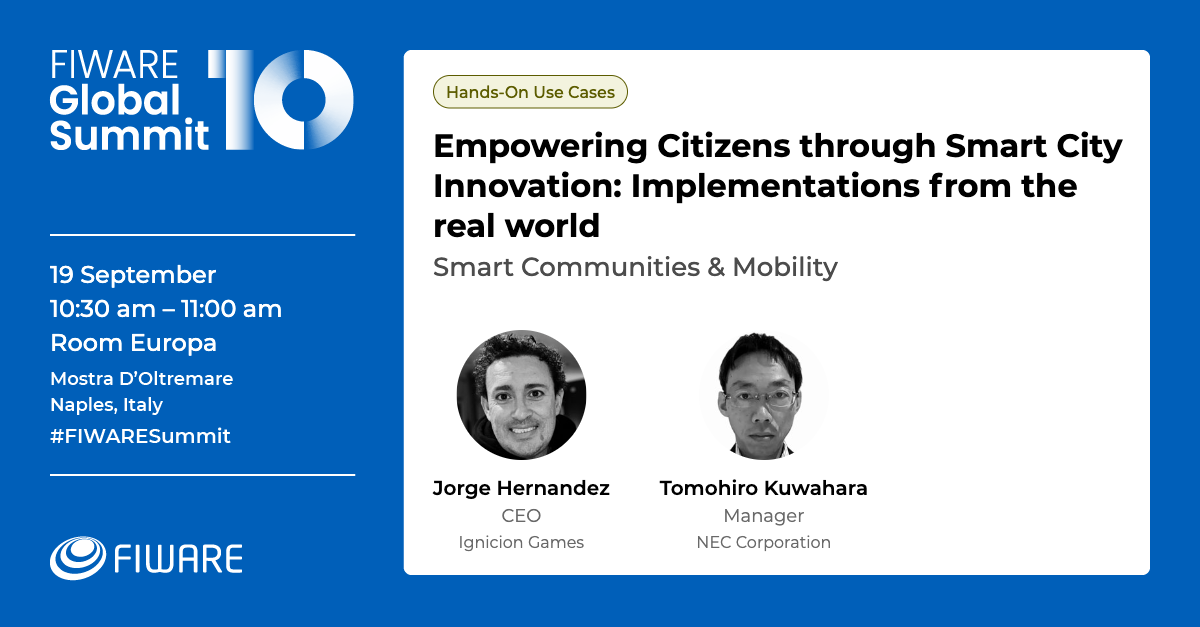 FIWARE
Global
Summit
10
19 September
10:30 am – 11:00 am
Room Europa
Mostra D’Oltremare
Naples, Italy
#FIWARESummit
FIWARE
Hands-On Use Cases
Empowering Citizens through Smart City
Innovation: Implementations from the
real world
Smart Communities & Mobility
Jorge Hernandez
CEO
Ignicion Games
Tomohiro Kuwahara
Manager
NEC Corporation